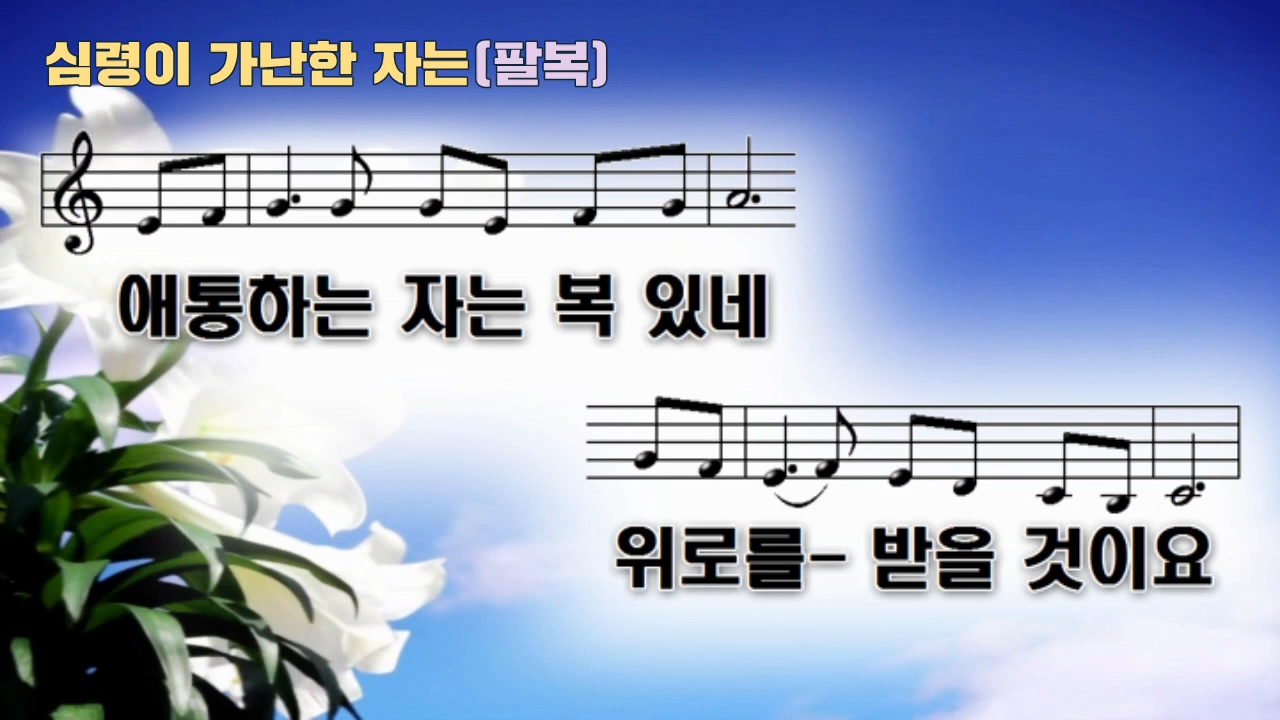 심령이 가난한 자는(팔복)
애통하는 자는 복 있네
위로를- 받을 것이요